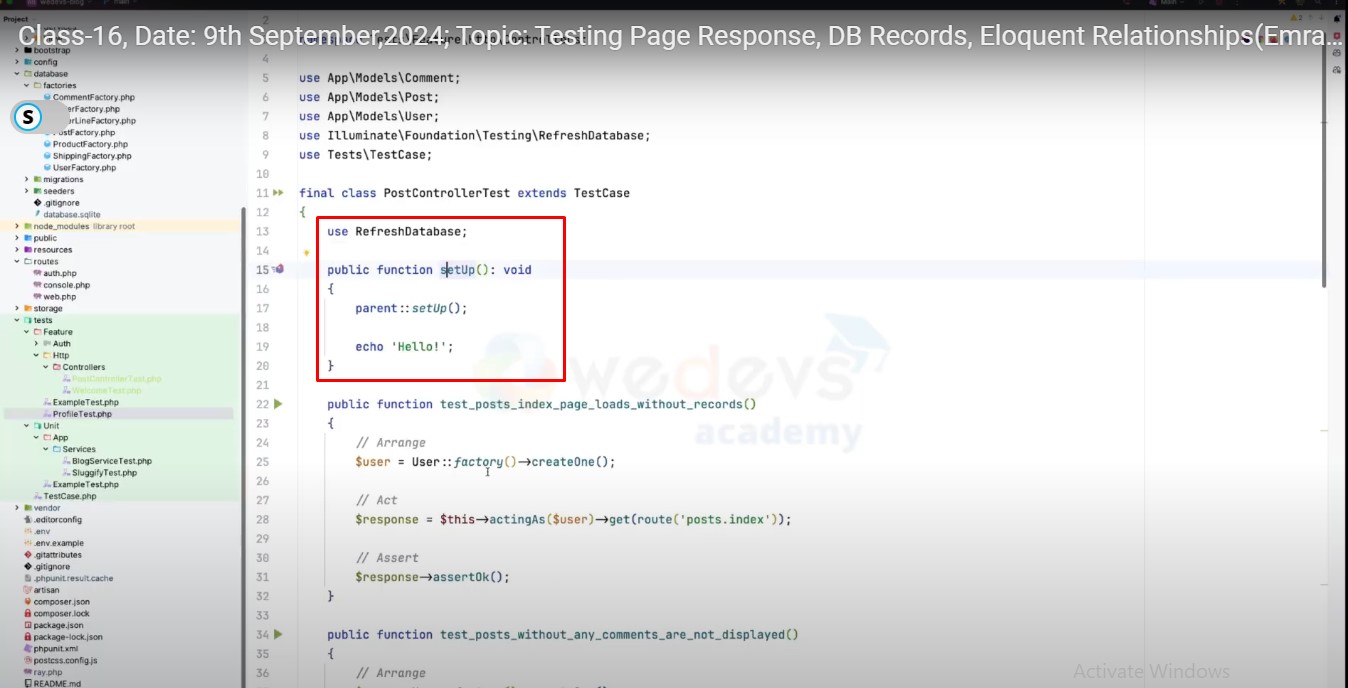 Class-16, Date: 9th September,2024. Topic: Testing Page Response, DB Records, Eloquent Relationships(Emra...
Project
bootstrap
config
database
factories
CommentFactory.php
erFactory.php
erLineFactory.php
PostFactory.php
ProductFactory.php
ShippingFactory.php
UserFactory.php
migrations
seeders
.gitignore
database.sqlite
node_modules library root
public
resources
routes
auth.php
console.php
web.php
storage
tests
Feature
Auth
Http
Controllers
PostControllerTest.php
WelcomeTest.php
ExampleTest.php
ProfileTest.php
Unit
App
Services
BlogServiceTest.php
SluggifyTest.php
ExampleTest.php
TestCase.php
vendor
.editorconfig
.env
.env.example
.gitattributes
.gitignore
.phpunit.result.cache
artisan
composer.json
composer.lock
package.json
package-lock.json
phpunit.xml
postcss.config.js
ray.php
README.md
S
2
4
5 use App\Models\Comment;
6 use App\Models\Post;
7 use App\Models\User;
8 use Illuminate\Foundation\Testing\RefreshDatabase;
9 use Tests\TestCase;
10
11 final class PostControllerTest extends TestCase
12 {
13 use RefreshDatabase;
14
15 public function setUp(): void
16 {
17 parent::setUp();
18
19 echo 'Hello!';
20 }
21
22 public function test_posts_index_page_loads_without_records()
23 {
24 // Arrange
25 $user = User::factory()→createOne();
26
27 // Act
28 $response = $this→actingAs($user)→get(route('posts.index'));
29
30 // Assert
31 $response→assertOk();
32 }
33
34 public function test_posts_without_any_comments_are_not_displayed()
35 {
36 // Arrange
wedevs
academy
Activate Windows